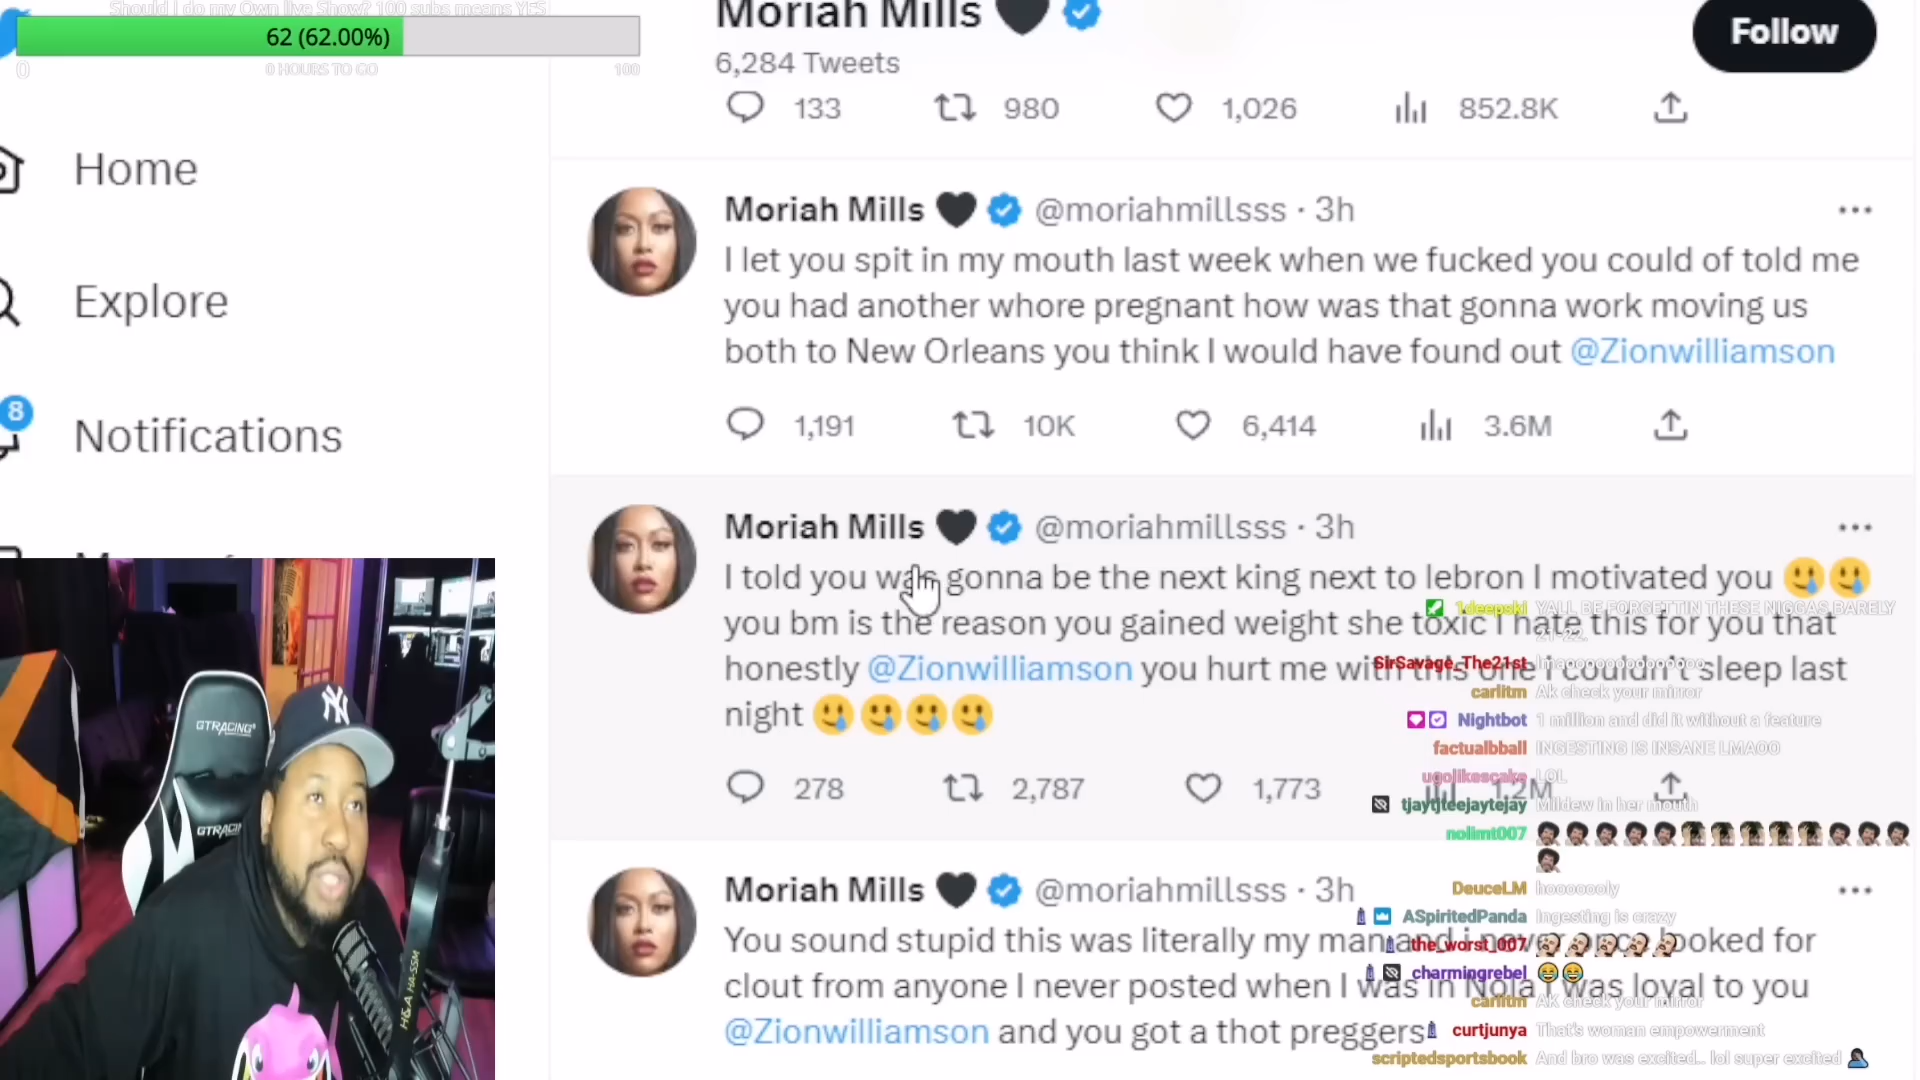 Should I do my Own live Show? 100 subs means YES
62 (62.00%)
0
0 HOURS TO GO
100
Moriah Mills
6,284 Tweets
Follow
133
980
1,026
852.8K
Home
Explore
8
Notifications
Moriah Mills 🖤 @moriahmillsss · 3h
I let you spit in my mouth last week when we fucked you could of told me
you had another whore pregnant how was that gonna work moving us
both to New Orleans you think I would have found out @Zionwilliamson
1,191
10K
6,414
3.6M
Moriah Mills 🖤 @moriahmillsss · 3h
I told you was gonna be the next king next to lebron I motivated you 🥲🥲
you bm is the reason you gained weight she toxic I hate this for you that
honestly @Zionwilliamson you hurt me with this one I couldn't sleep last
night 🥲🥲🥲🥲
278
2,787
1,773
1.2M
Moriah Mills 🖤 @moriahmillsss · 3h
You sound stupid this was literally my man and i never once looked for
clout from anyone I never posted when I was in Nola I was loyal to you
@Zionwilliamson and you got a thot preggers
1deepski YALL BE FORGETTIN THESE NIGGAS BARELY
21-22.
SirSavage_The21st
carlitm Ak check your mirror
Nightbot 1 million and did it without a feature
factualbball INGESTING IS INSANE LMAOO
ugolikescake LOL
tjaytjteejaytejay Mildew in her mouth
nolimt007
DeuceLM hooooooly
ASpiritedPanda Ingesting is crazy
the_worst_007
charmingrebel 😂😂
carlitm Ak check your mirror
curtjunya That's woman empowerment
scriptedsportsbook And bro was excited.. lol super excited
NY
GTRACING
GTRACING
H&A HA-SSM